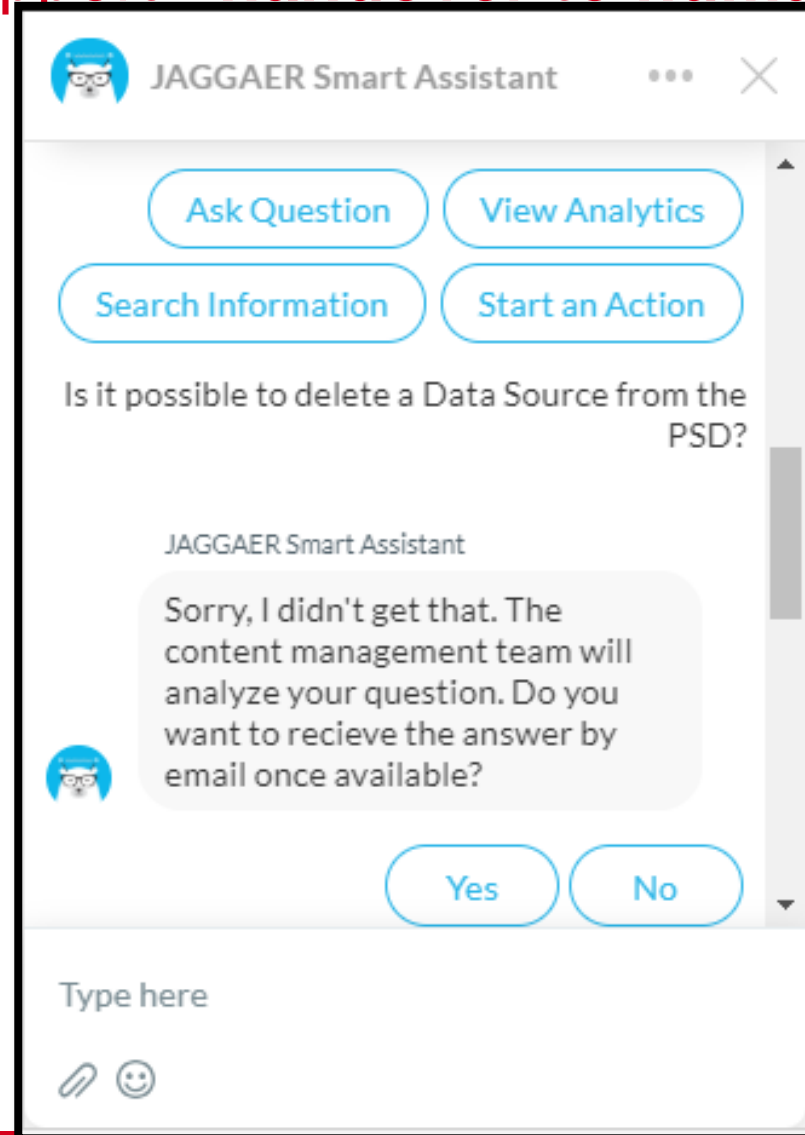 JAGGAER Smart Assistant
Ask Question
View Analytics
Search Information
Start an Action
Is it possible to delete a Data Source from the
PSD?
JAGGAER Smart Assistant
Sorry, I didn't get that. The
content management team will
analyze your question. Do you
want to recieve the answer by
email once available?
Yes
No
Type here